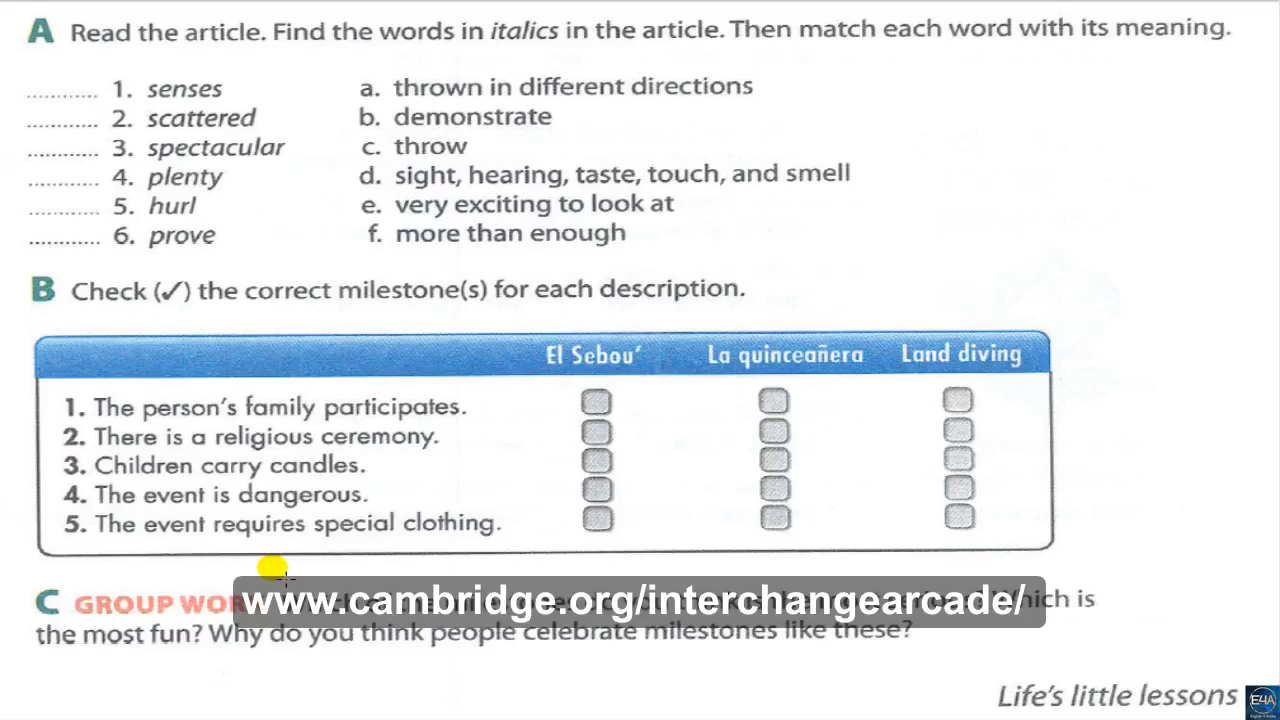 A Read the article. Find the words in italics in the article. Then match each word with its meaning.
............ 1. senses a. thrown in different directions
............ 2. scattered b. demonstrate
............ 3. spectacular c. throw
............ 4. plenty d. sight, hearing, taste, touch, and smell
............ 5. hurl e. very exciting to look at
............ 6. prove f. more than enough
B Check (✓) the correct milestone(s) for each description.
El Sebou' La quinceañera Land diving
1. The person's family participates.
2. There is a religious ceremony.
3. Children carry candles.
4. The event is dangerous.
5. The event requires special clothing.
C GROUP WOR
www.cambridge.org/interchangearcade/
Which is
the most fun? Why do you think people celebrate milestones like these?
Life's little lessons
E4A